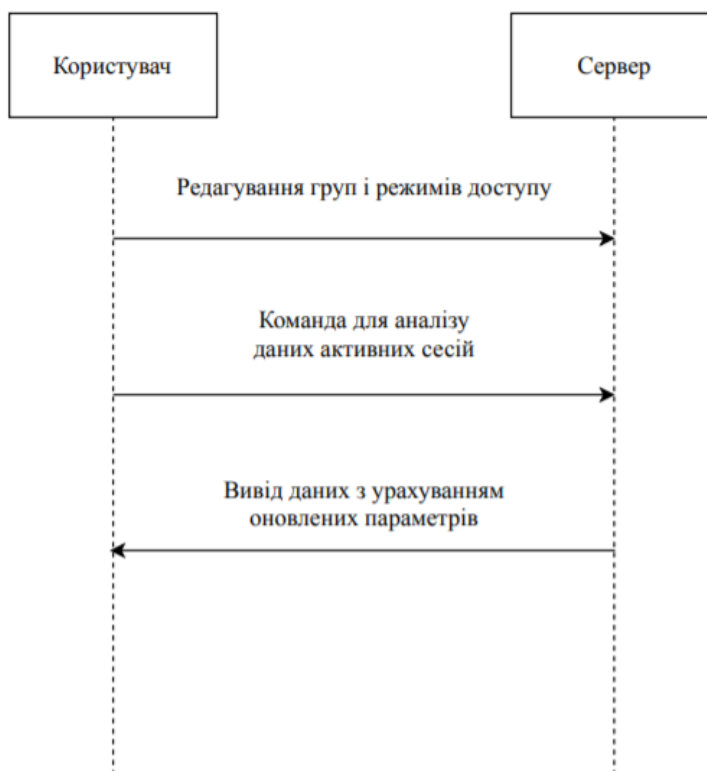 Користувач
Сервер
Редагування груп і режимів доступу
Команда для аналізу
даних активних сесій
Вивід даних з урахуванням
оновлених параметрів